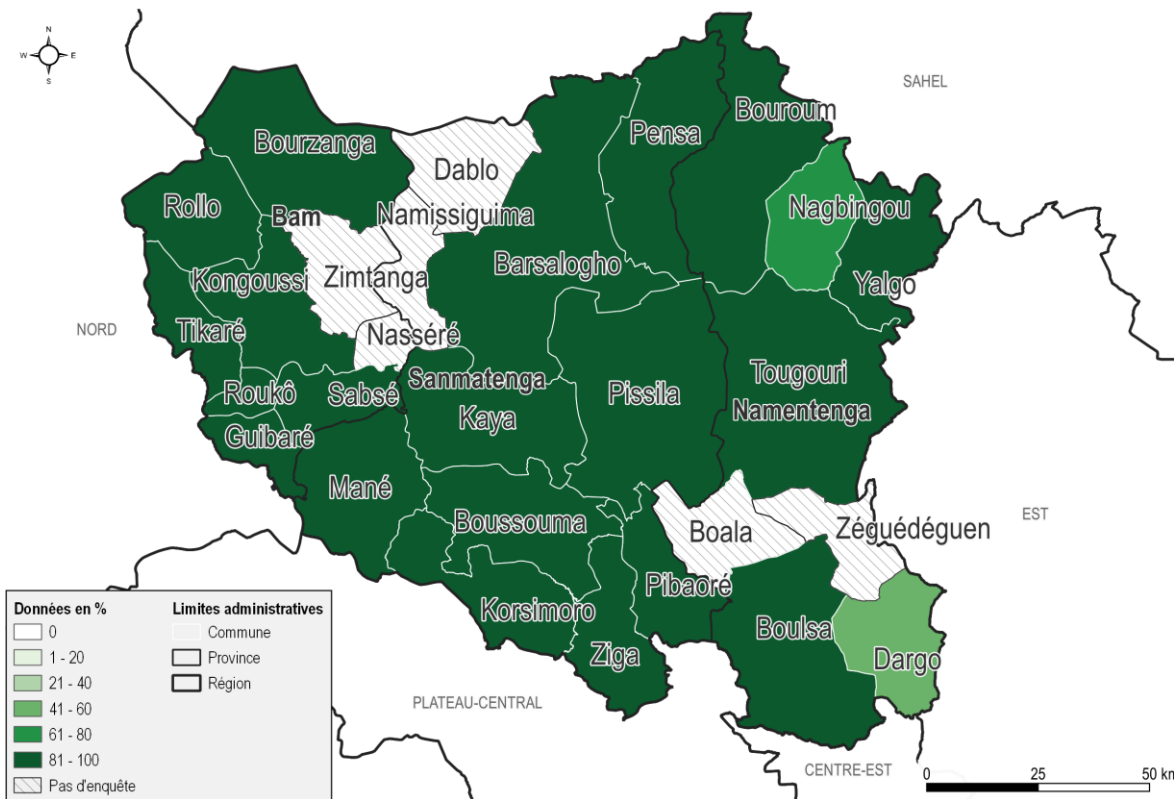 N
W E
S
SAHEL
Bouroum
Pensa
Bourzanga
Dablo
Rollo
Bam
Namissiguima
Nagbingou
Kongoussi
Zimtanga
Barsalogho
Yalgo
NORD
Tikaré
Nasséré
Sanmatenga
Tougouri
Roukô
Sabsé
Kaya
Pissila
Namentenga
Guibaré
Mané
Boussouma
Boala
Zéguédéguen
EST
Pibaoré
Korsimoro
Boulsa
Ziga
Dargo
PLATEAU-CENTRAL
CENTRE-EST
Données en %
0
1 - 20
21 - 40
41 - 60
61 - 80
81 - 100
Pas d'enquête
Limites administratives
Commune
Province
Région
0 25 50 km